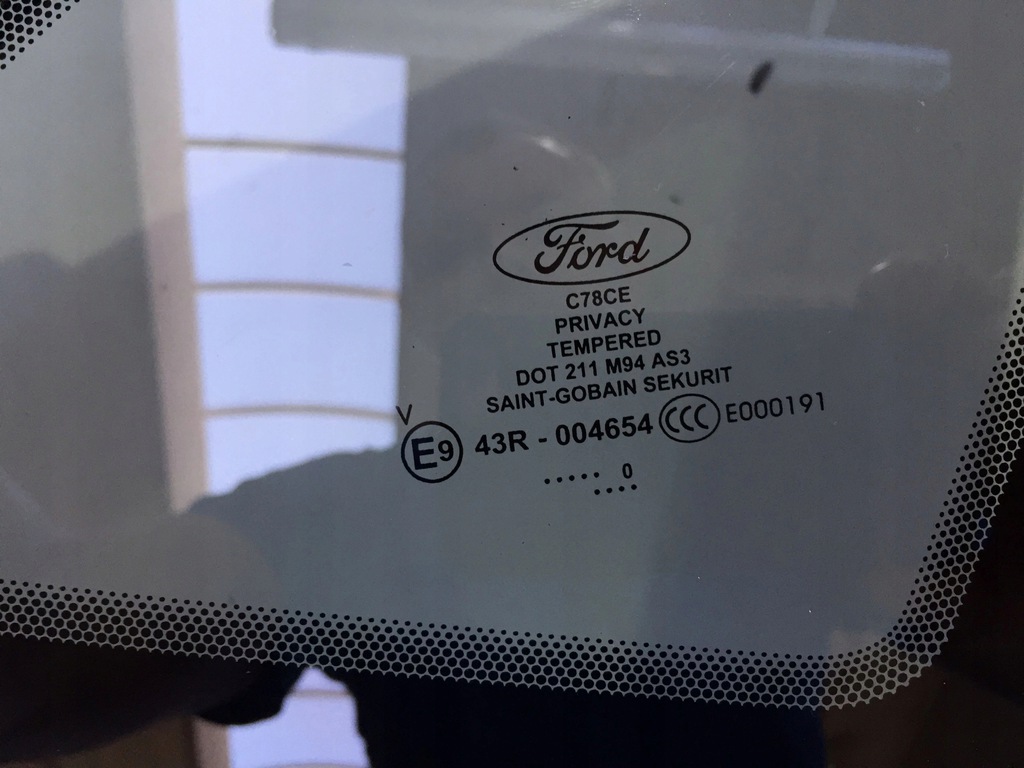 Ford
C78CE
PRIVACY
TEMPERED
DOT 211 M94 AS3
SAINT-GOBAIN SEKURIT
V
E9 43R - 004654 CCC E000191
..... 0
....